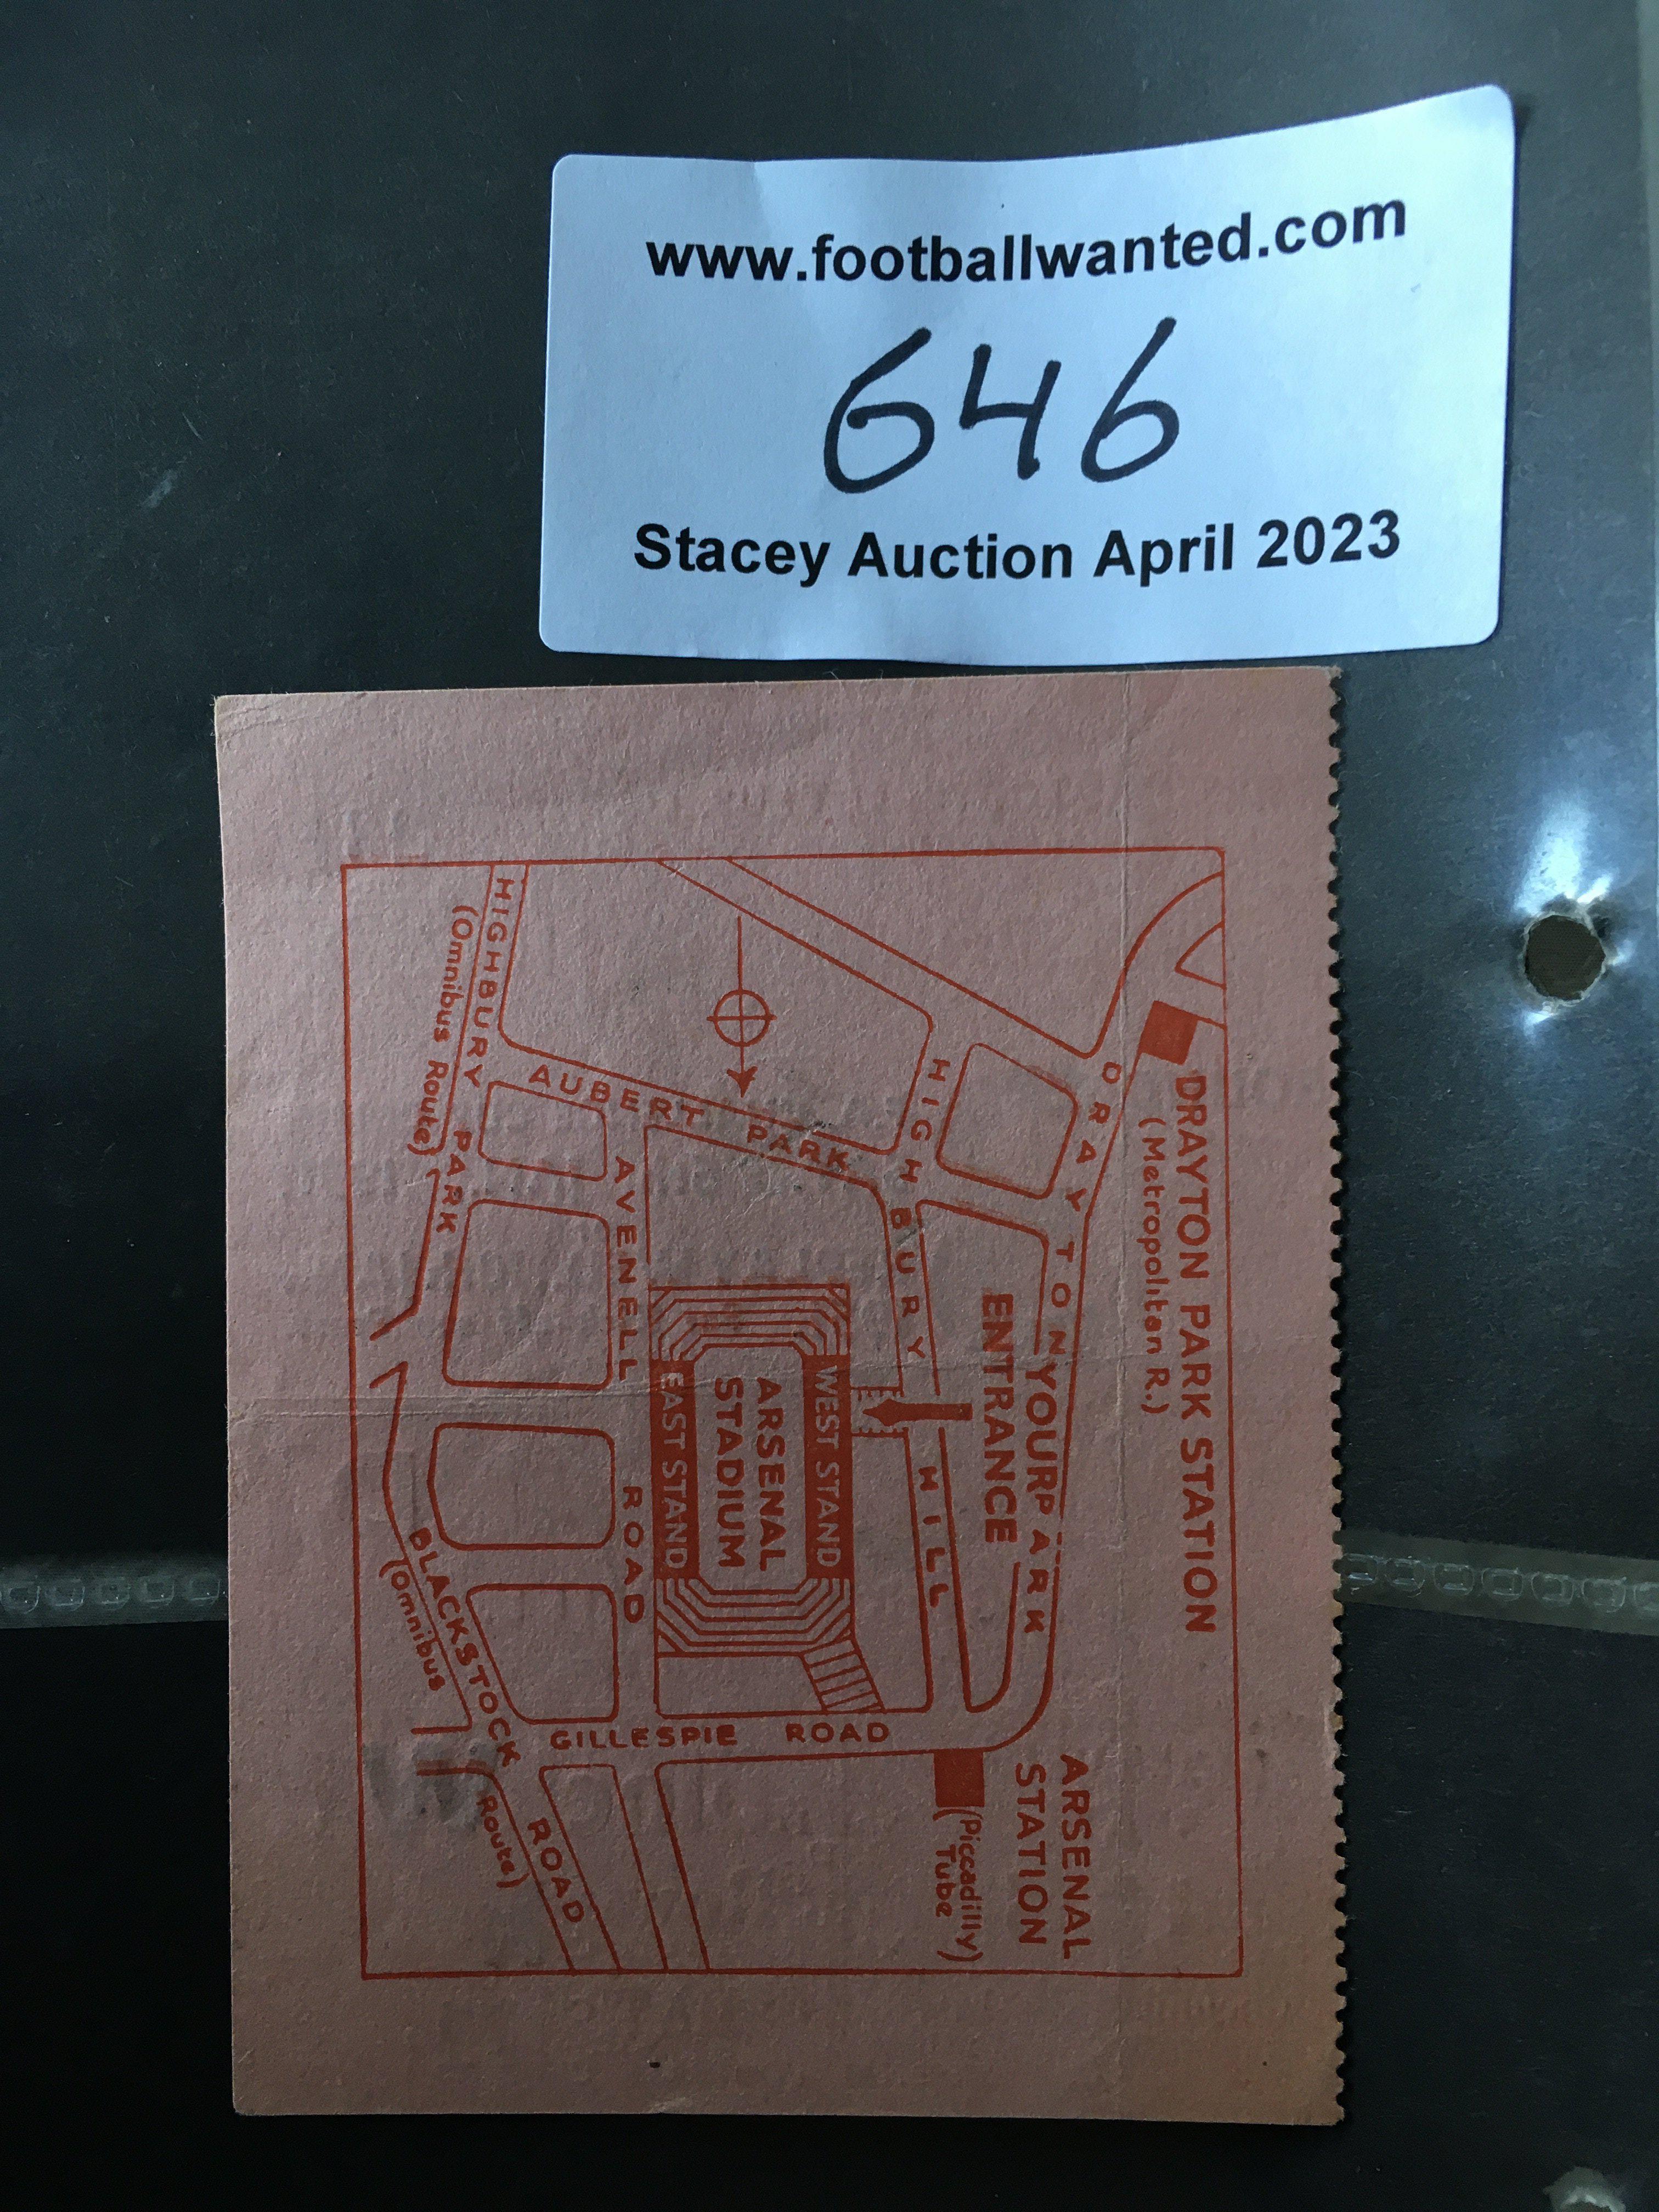 www.footballwanted.com
646
Stacey Auction April 2023
DRAYTON PARK STATION
(Metropolitan R.)
ARSENAL
STATION
(Piccadilly
Tube)
DRAYTON PARK
YOUR
ENTRANCE
HIGHBURY HILL
WEST STAND
ARSENAL
STADIUM
EAST STAND
AUBERT PARK
AVENELL ROAD
GILLESPIE ROAD
HIGHBURY PARK
(Omnibus Route)
BLACKSTOCK ROAD
(Omnibus Route)